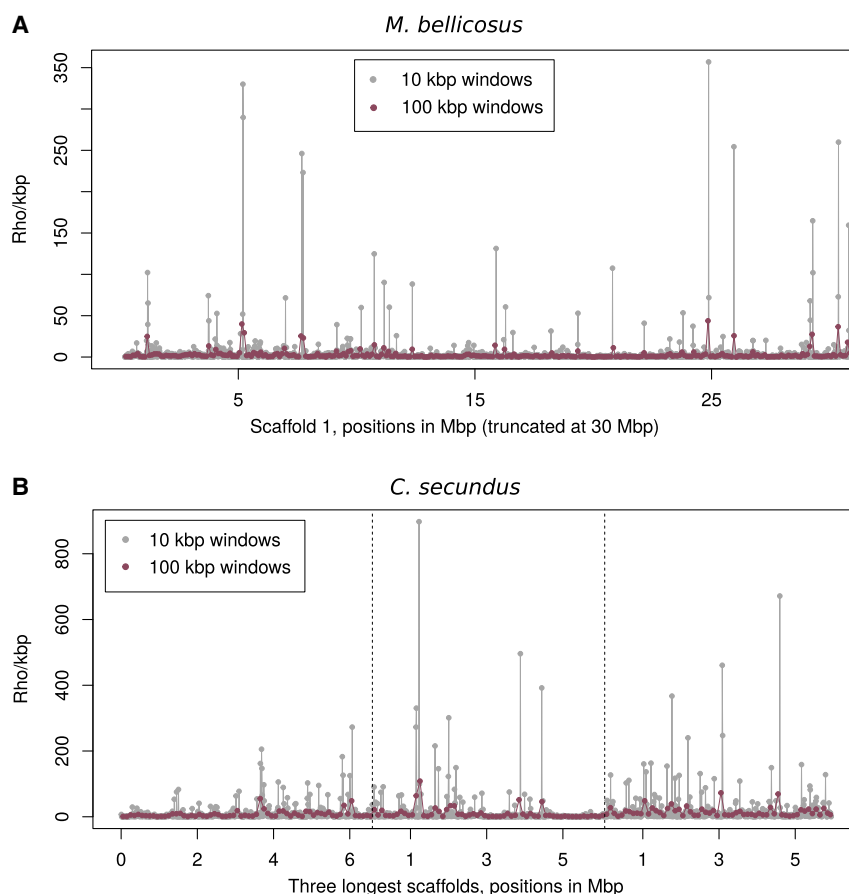 A
M. bellicosus
350
250
150
50
0
Rho/kbp
10 kbp windows
100 kbp windows
5 15 25
Scaffold 1, positions in Mbp (truncated at 30 Mbp)
B
C. secundus
800
600
400
200
0
Rho/kbp
10 kbp windows
100 kbp windows
0 2 4 6 1 3 5 1 3 5
Three longest scaffolds, positions in Mbp